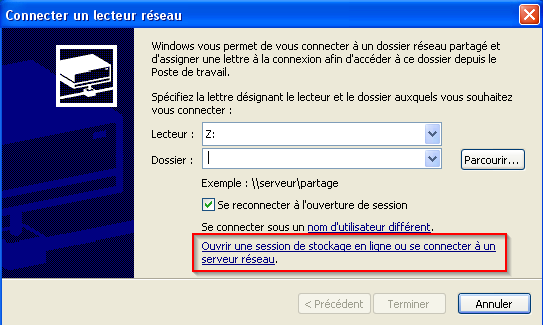 Connecter un lecteur réseau
Windows vous permet de vous connecter à un dossier réseau partagé et
d'assigner une lettre à la connexion afin d'accéder à ce dossier depuis le
Poste de travail.
Spécifiez la lettre désignant le lecteur et le dossier auxquels vous souhaitez
vous connecter :
Lecteur : Z:
Dossier : Parcourir...
Exemple : \\serveur\partage
Se reconnecter à l'ouverture de session
Se connecter sous un nom d'utilisateur différent.
Ouvrir une session de stockage en ligne ou se connecter à un
serveur réseau.
< Précédent Terminer Annuler